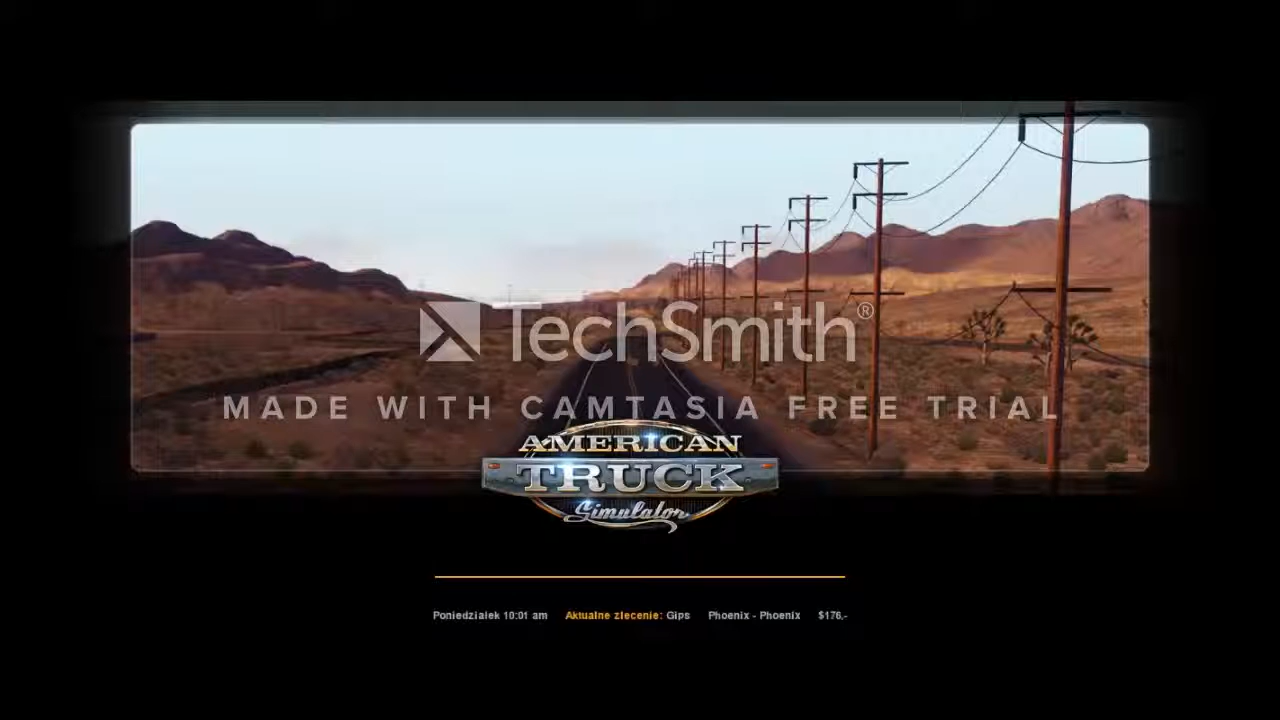 TechSmith®
MADE WITH CAMTASIA FREE TRIAL
AMERICAN
TRUCK
Simulator
Poniedziałek 10:01 am Aktualne zlecenie: Gips Phoenix - Phoenix $176,-